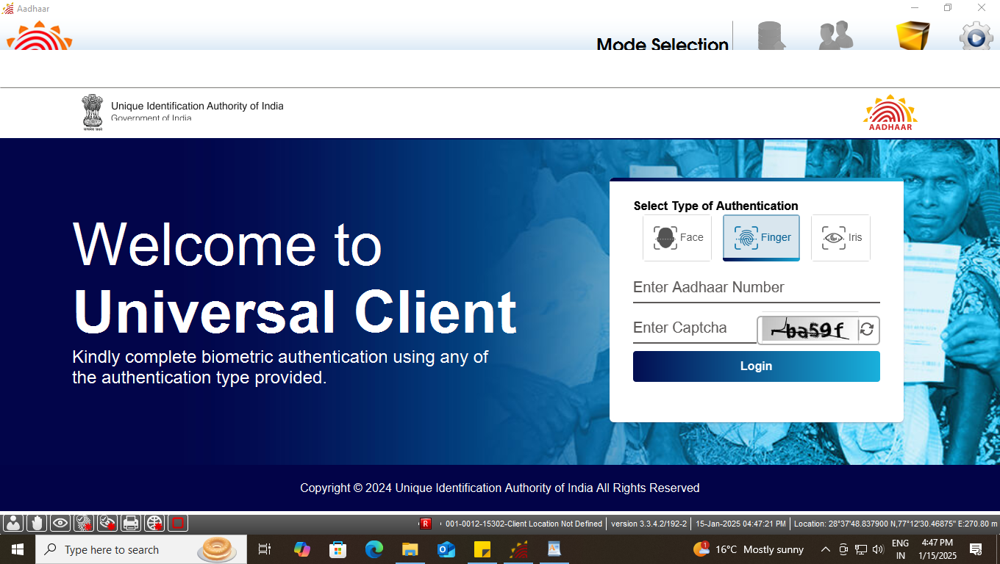 Aadhaar
Mode Selection
Unique Identification Authority of India
Government of India
AADHAAR
Welcome to
Universal Client
Kindly complete biometric authentication using any of
the authentication type provided.
Select Type of Authentication
Face
Finger
Iris
Enter Aadhaar Number
Enter Captcha
ba59f
Login
Copyright © 2024 Unique Identification Authority of India All Rights Reserved
R
001-0012-15302-Client Location Not Defined
version 3.3.4.2/192-2
15-Jan-2025 04:47:21 PM
Location: 28°37'48.837900 N,77°12'30.46875" E:270.80 m
Type here to search
1
16°C Mostly sunny
ENG
IN
4:47 PM
1/15/2025